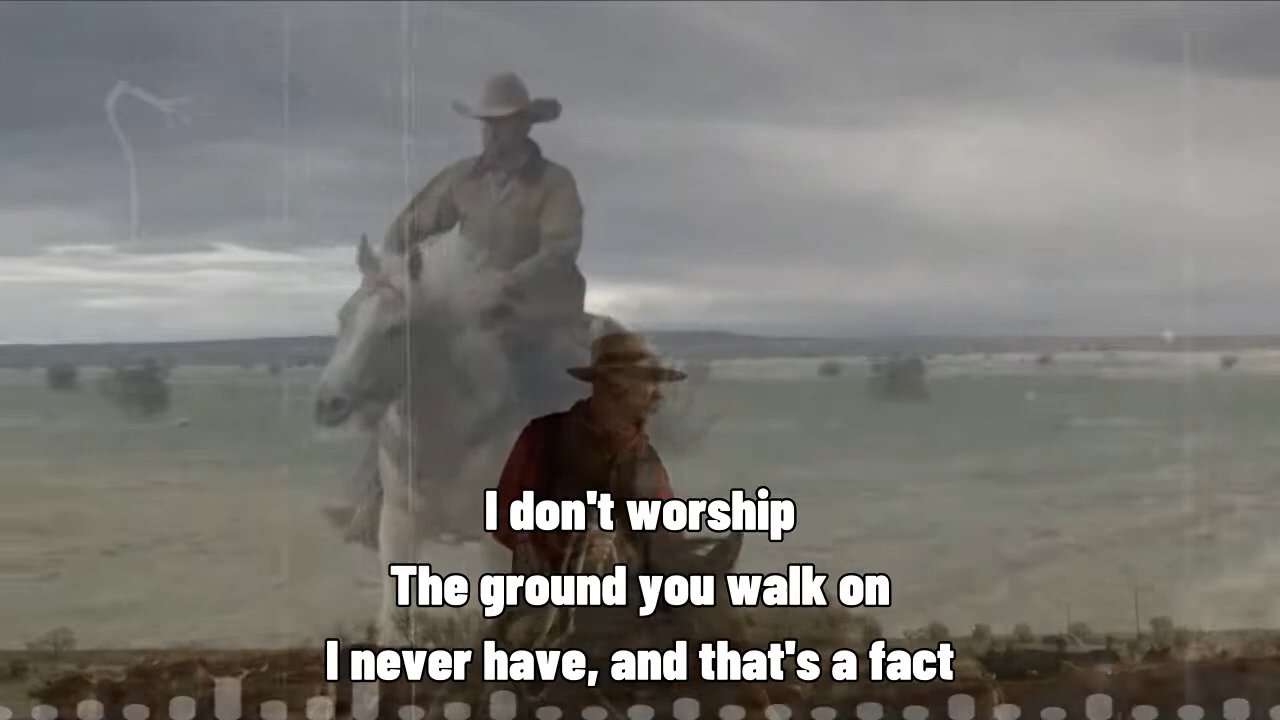 I don't worship
The ground you walk on
I never have, and that's a fact